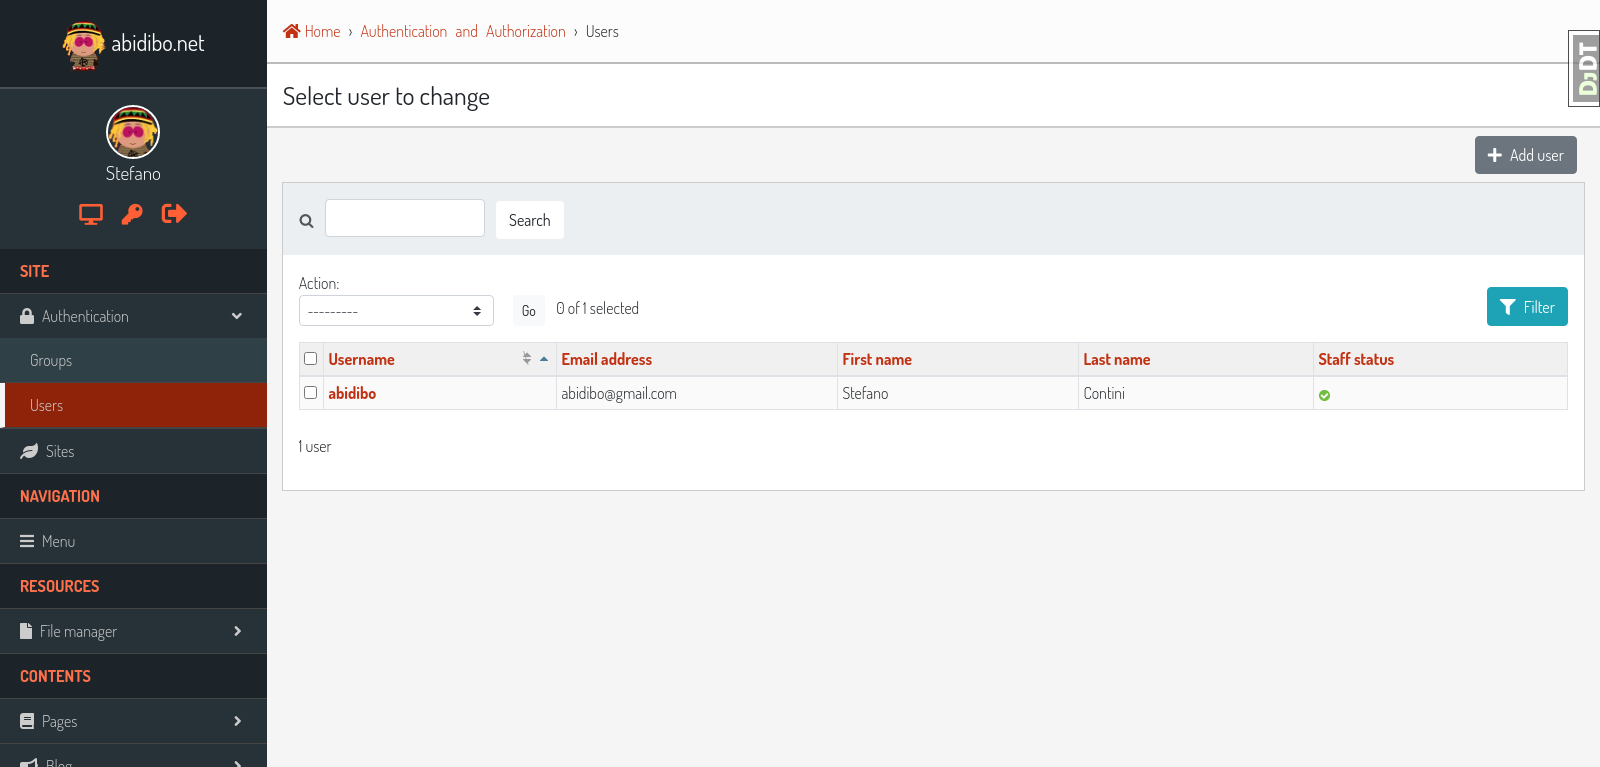 abidibo.net
Stefano
SITE
Authentication
Groups
Users
Sites
NAVIGATION
Menu
RESOURCES
File manager
CONTENTS
Pages
Blog
Home › Authentication and Authorization › Users
DJDT
Select user to change
Add user
Search
Action:
---------
Go
0 of 1 selected
Filter
Username Email address First name Last name Staff status
abidibo abidibo@gmail.com Stefano Contini
1 user